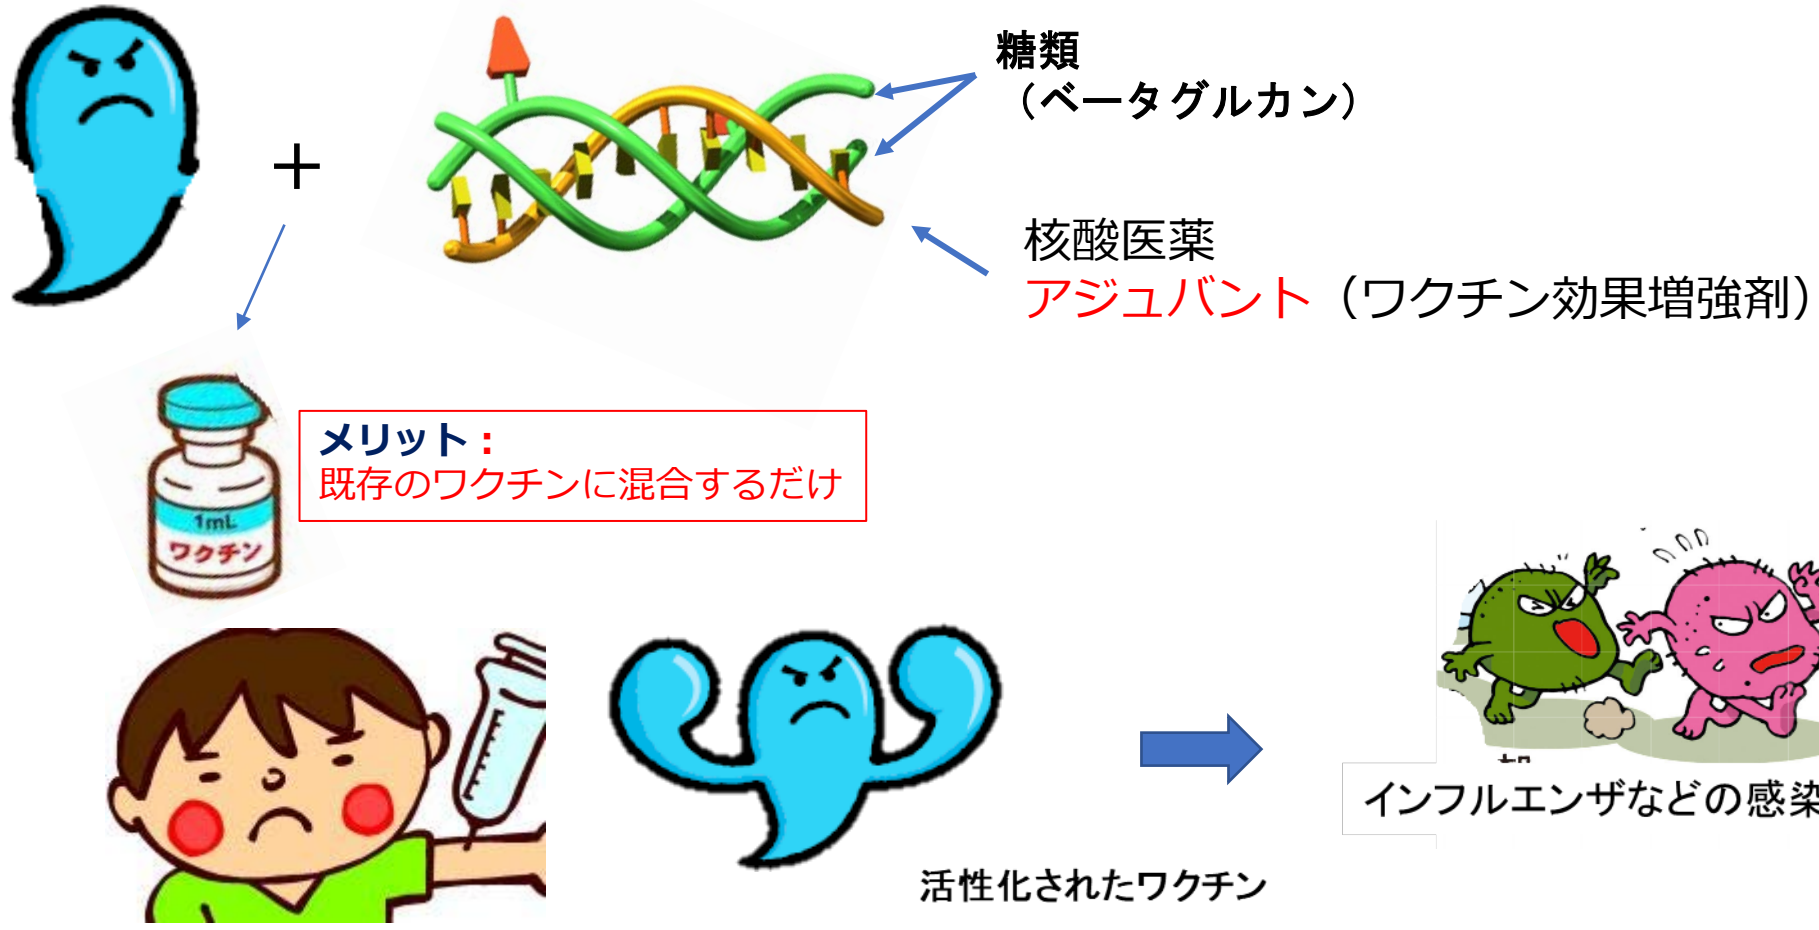 糖類
（ベータグルカン）
+
核酸医薬
アジュバント（ワクチン効果増強剤）
メリット：
既存のワクチンに混合するだけ
1mL
ワクチン
インフルエンザなどの感染
活性化されたワクチン